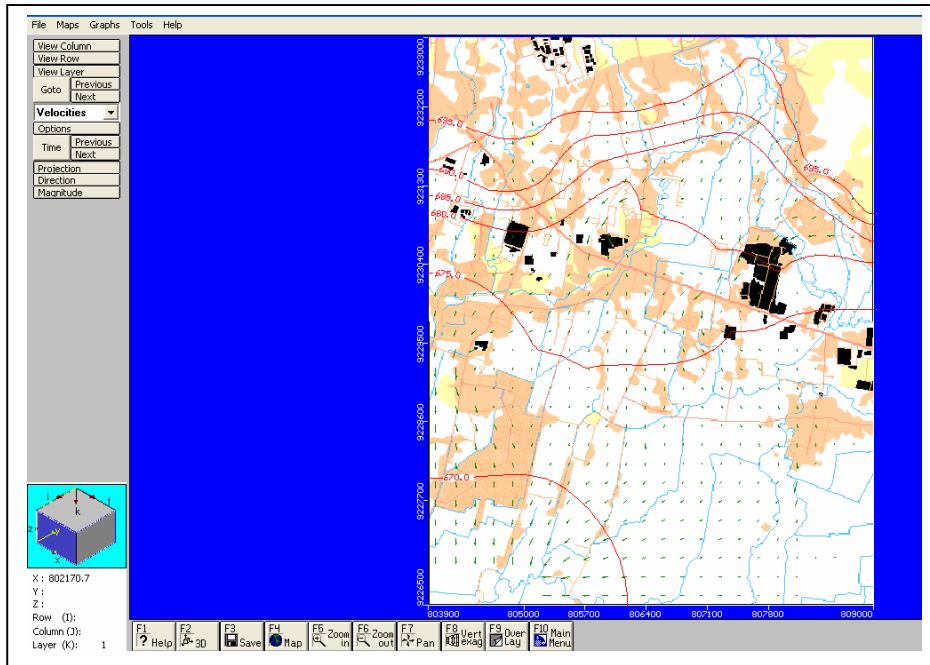 File Maps Graphs Tools Help
View Column
View Row
View Layer
Goto Previous
Next
Velocities
Options
Time Previous
Next
Projection
Direction
Magnitude
9233000
9232200
9231300
9230400
9229500
9228600
9227700
9226500
695.0
690.0
685.0
680.0
675.0
670.0
695.0
803900 805000 805700 806400 807100 807800 809000
i j
k
Z
Y
X
X : 802170.7
Y :
Z :
Row (I):
Column (J):
Layer (K): 1
F1 ? Help
F2 3D
F3 Save
F4 Map
F5 Zoom in
F6 Zoom out
F7 Pan
F8 Vert exag
F9 Over Lay
F10 Main Menu